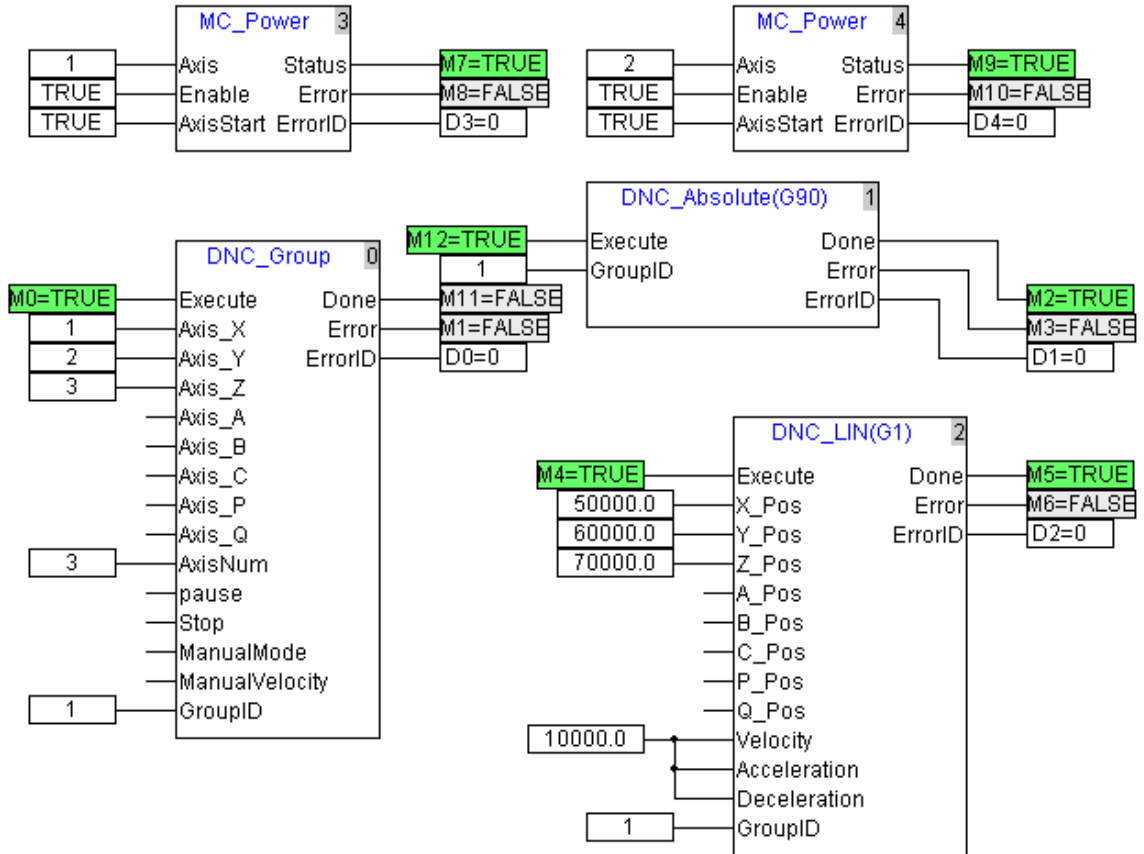 MC_Power 3
1 Axis Status M7=TRUE
TRUE Enable Error M8=FALSE
TRUE AxisStart ErrorID D3=0
MC_Power 4
2 Axis Status M9=TRUE
TRUE Enable Error M10=FALSE
TRUE AxisStart ErrorID D4=0
DNC_Group 0
M0=TRUE Execute Done M11=FALSE
1 Axis_X Error M1=FALSE
2 Axis_Y ErrorID D0=0
3 Axis_Z
Axis_A
Axis_B
Axis_C
Axis_P
Axis_Q
3 AxisNum
pause
Stop
ManualMode
ManualVelocity
1 GroupID
DNC_Absolute(G90) 1
M12=TRUE Execute Done M2=TRUE
1 GroupID Error M3=FALSE
ErrorID D1=0
DNC_LIN(G1) 2
M4=TRUE Execute Done M5=TRUE
50000.0 X_Pos Error M6=FALSE
60000.0 Y_Pos ErrorID D2=0
70000.0 Z_Pos
A_Pos
B_Pos
C_Pos
P_Pos
Q_Pos
10000.0 Velocity
Acceleration
Deceleration
1 GroupID